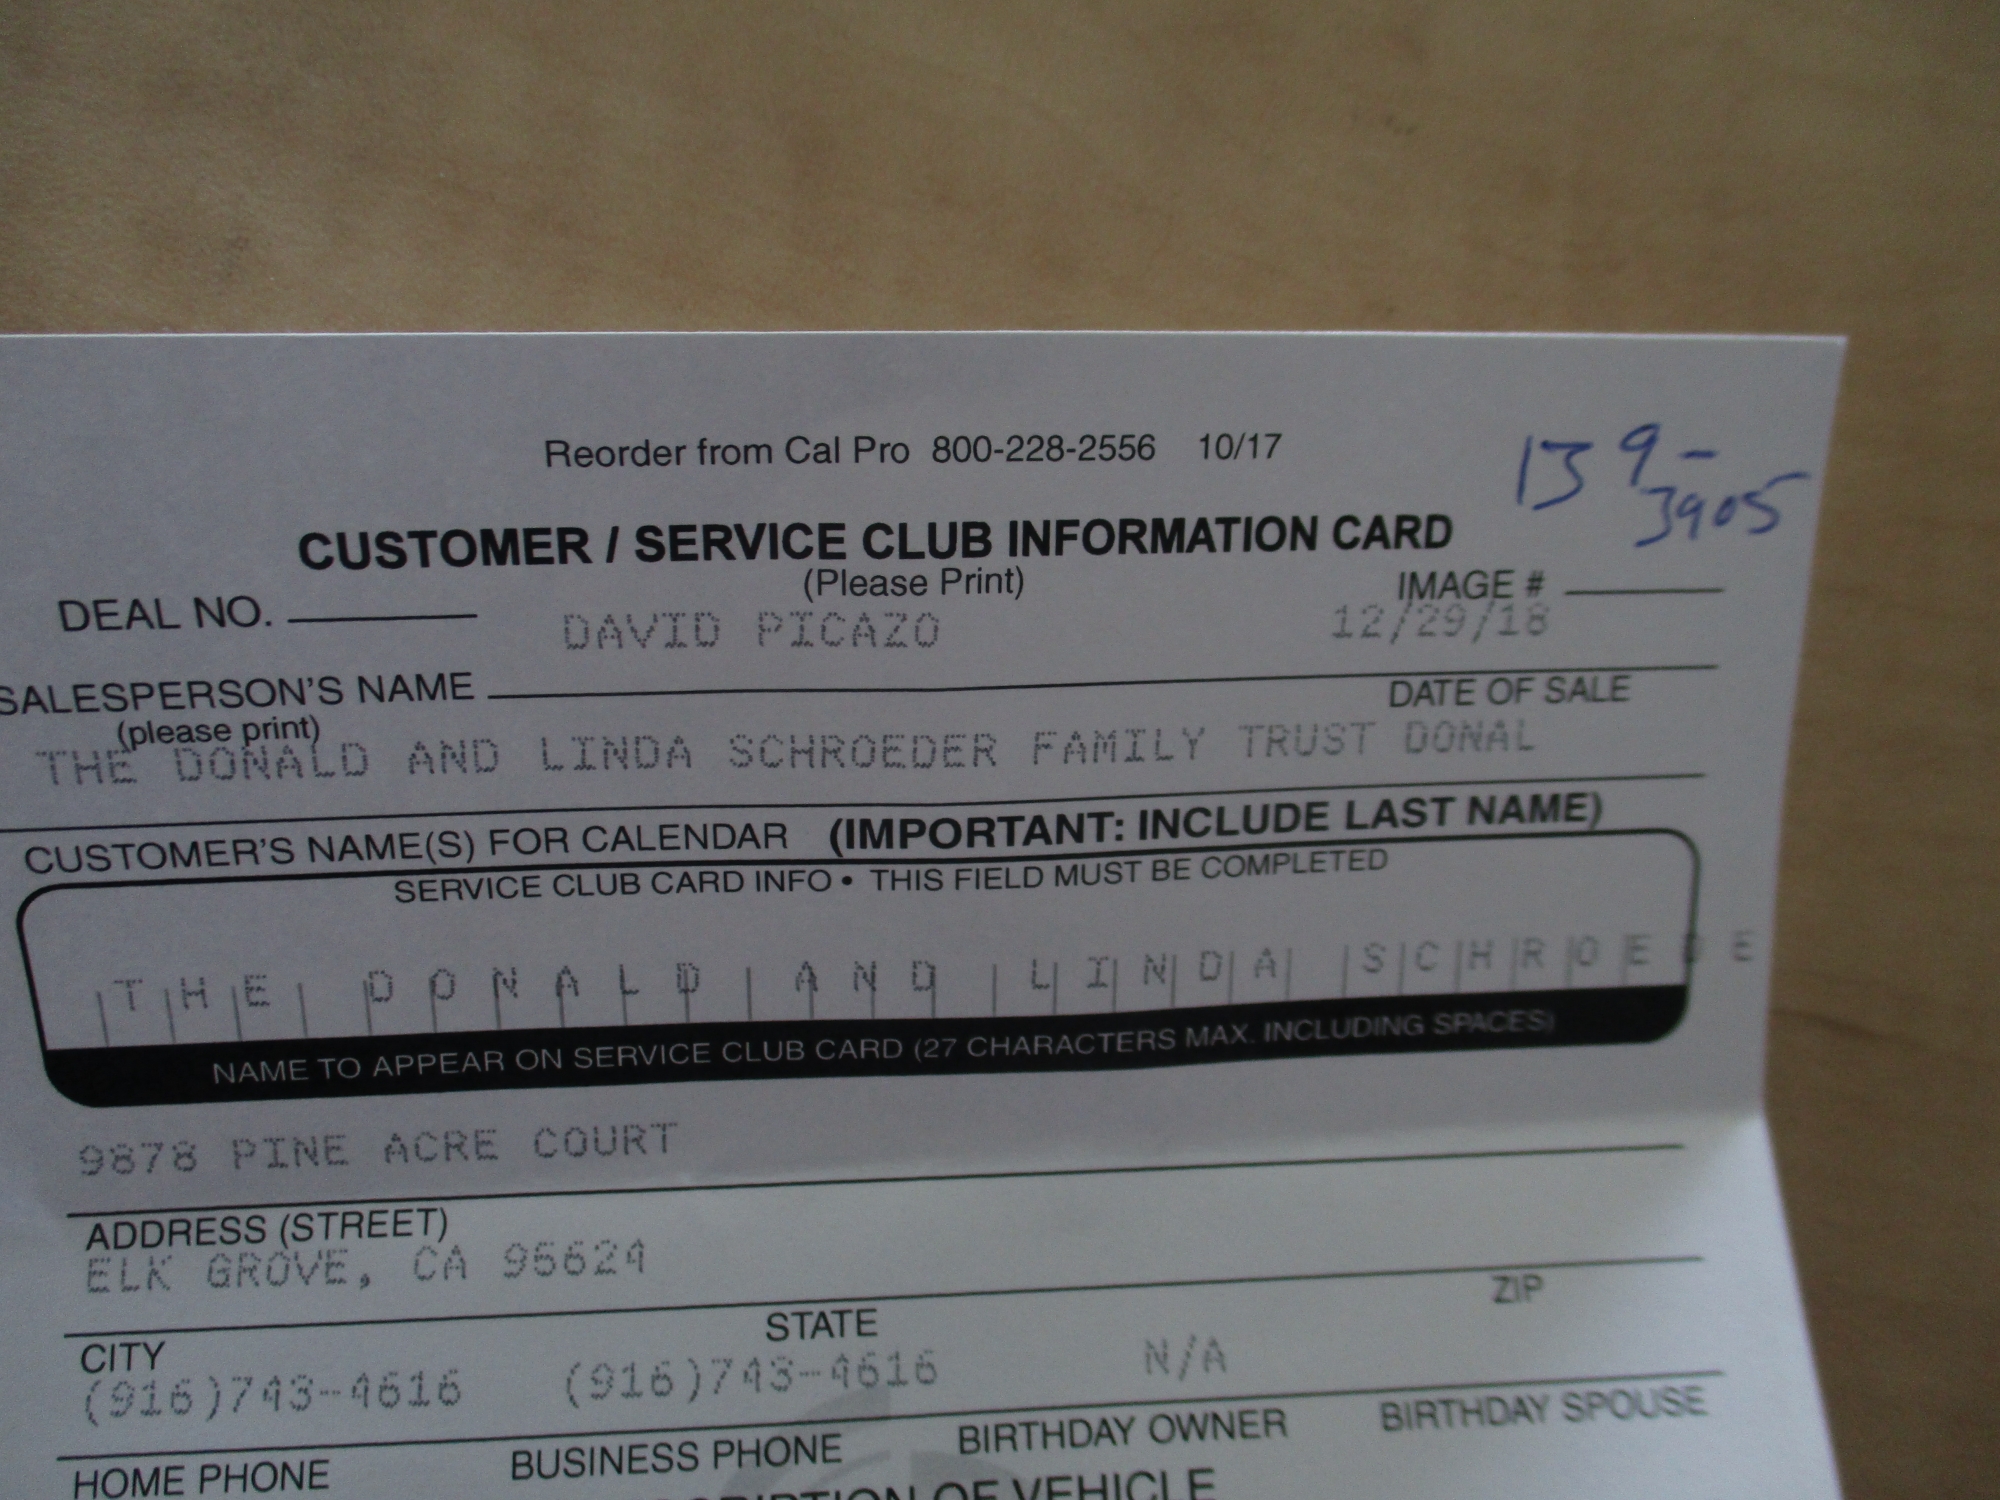 Reorder from Cal Pro 800-228-2556 10/17
139-
3905
CUSTOMER / SERVICE CLUB INFORMATION CARD
(Please Print)
DEAL NO.
IMAGE #
DAVID PICAZO 12/29/18
SALESPERSON'S NAME
DATE OF SALE
(please print)
THE DONALD AND LINDA SCHROEDER FAMILY TRUST DONAL
CUSTOMER'S NAME(S) FOR CALENDAR (IMPORTANT: INCLUDE LAST NAME)
SERVICE CLUB CARD INFO • THIS FIELD MUST BE COMPLETED
THE DONALD AND LINDA SCHROEDE
NAME TO APPEAR ON SERVICE CLUB CARD (27 CHARACTERS MAX. INCLUDING SPACES)
9878 PINE ACRE COURT
ADDRESS (STREET)
ELK GROVE, CA 95624
CITY STATE ZIP
(916)743-4616 (916)743-4616 N/A
HOME PHONE BUSINESS PHONE BIRTHDAY OWNER BIRTHDAY SPOUSE
OF VEHICLE